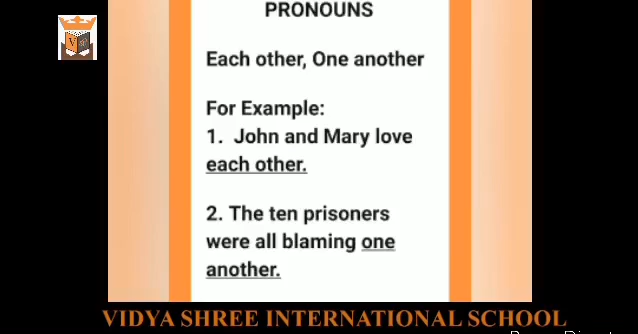 PRONOUNS
Each other, One another
For Example:
1. John and Mary love
each other.
2. The ten prisoners
were all blaming one
another.
VIDYA SHREE INTERNATIONAL SCHOOL